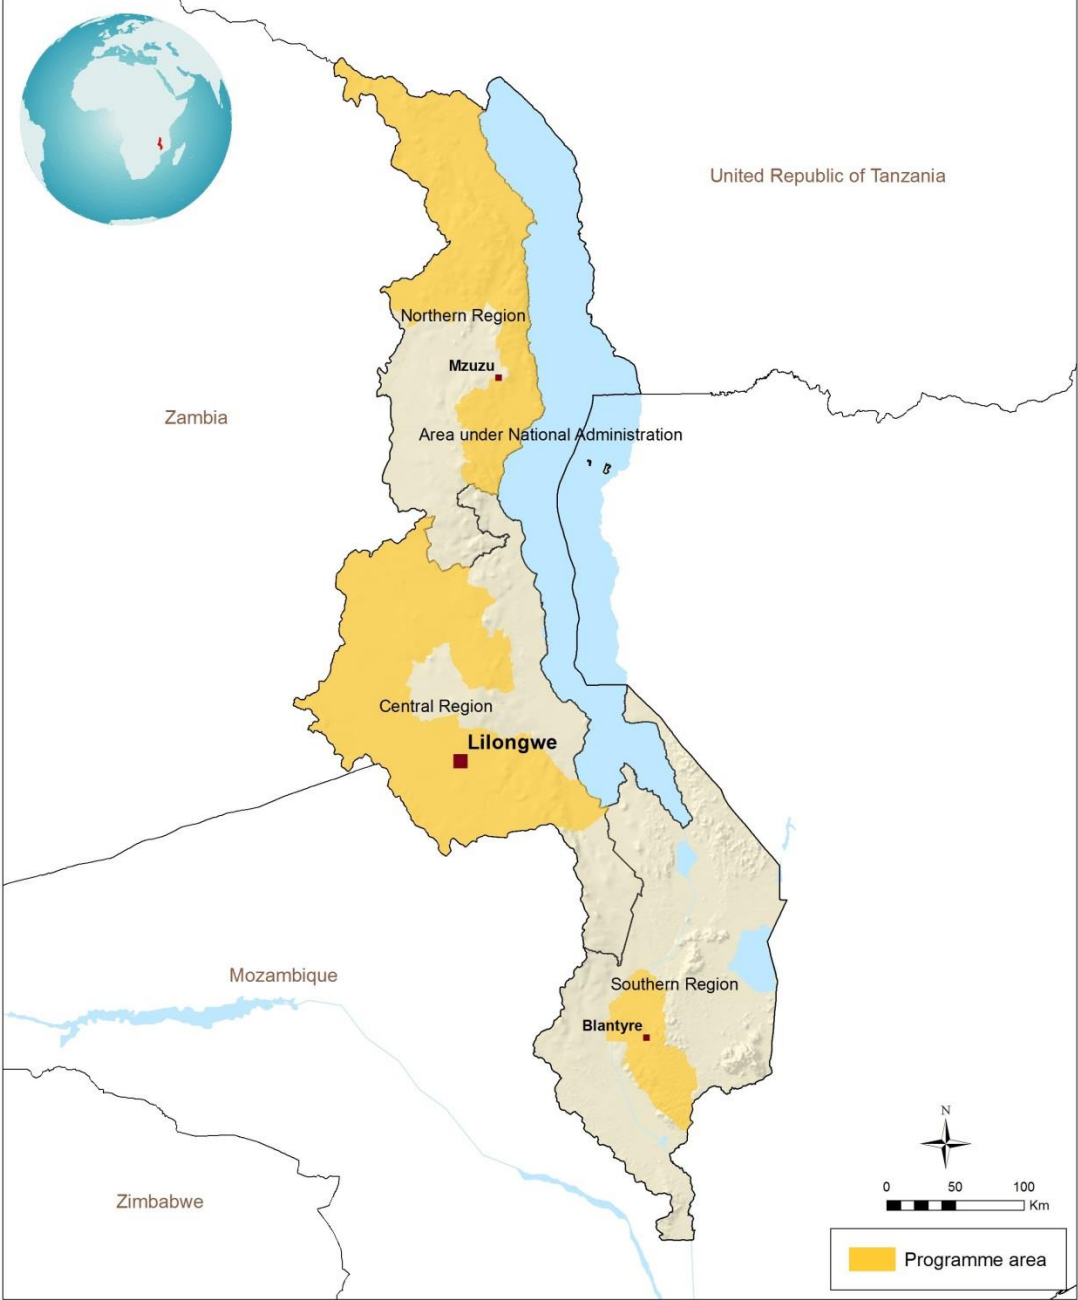 United Republic of Tanzania
Northern Region
Mzuzu
Zambia
Area under National Administration
Central Region
Lilongwe
Mozambique
Southern Region
Blantyre
Zimbabwe
N
0 50 100
Km
Programme area